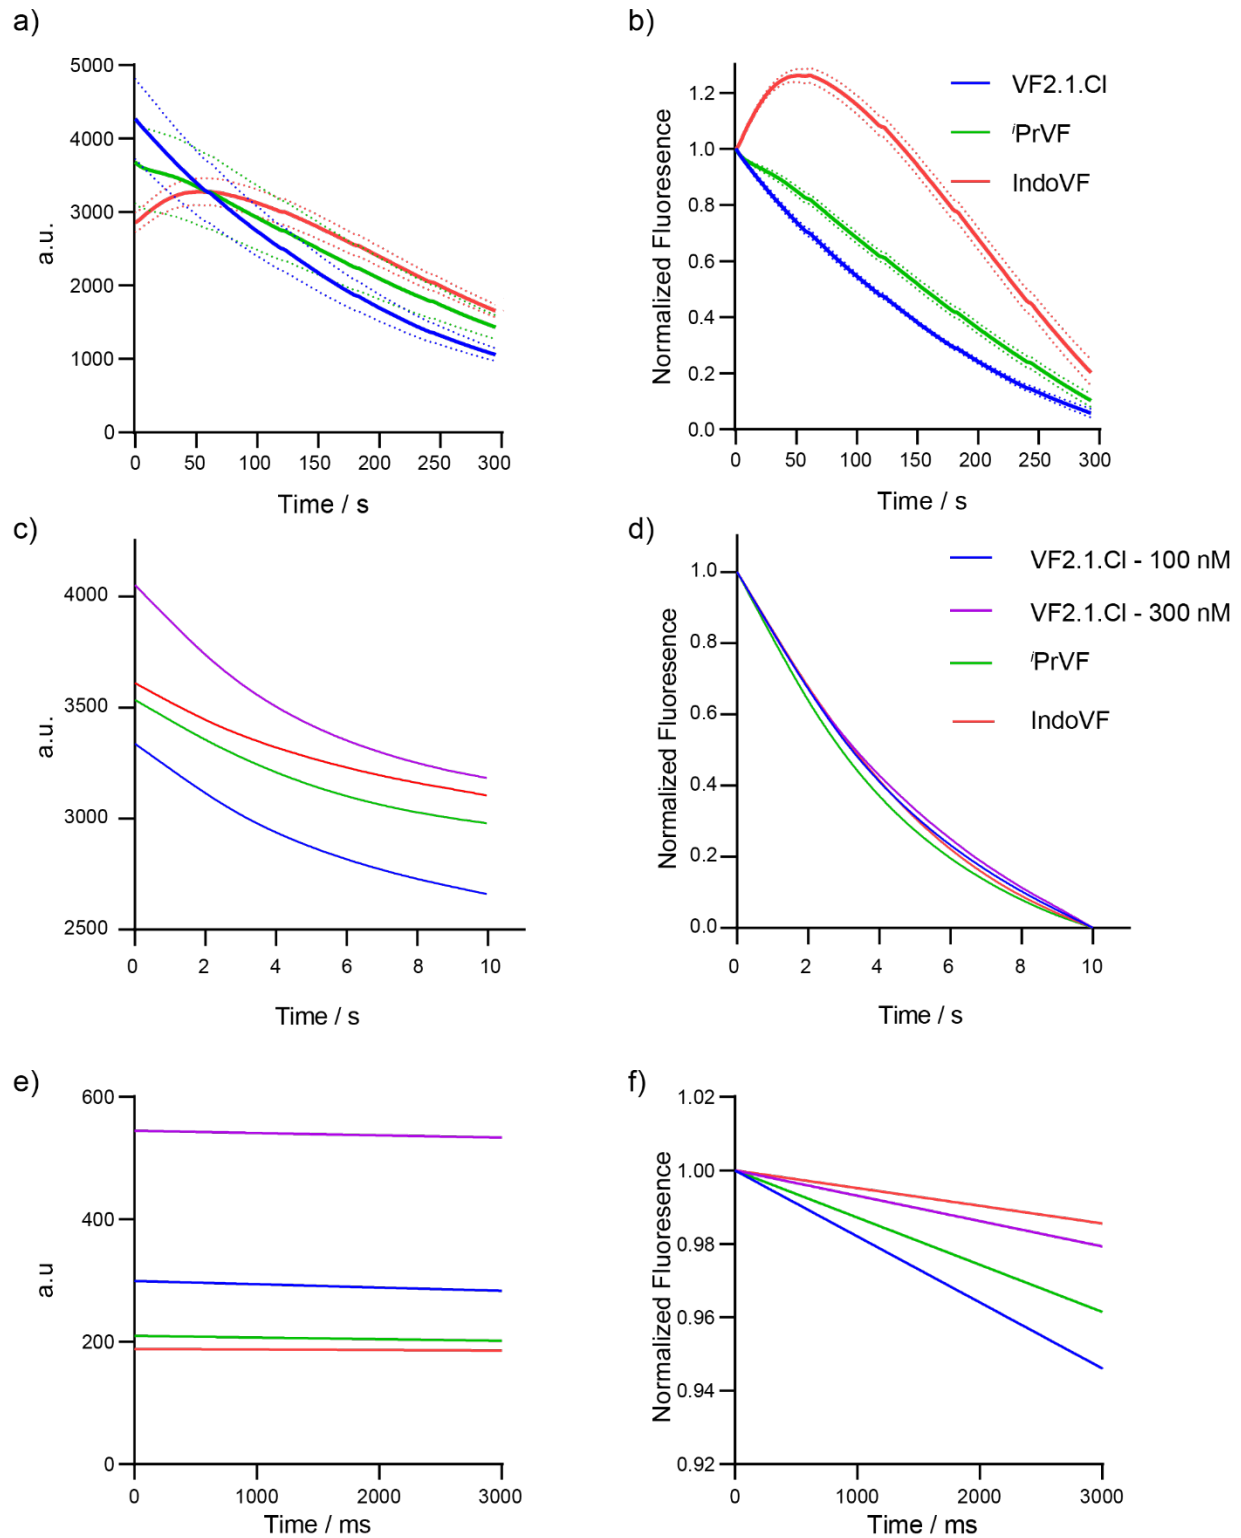 a)
5000
4000
3000
2000
1000
0
a.u.
0 50 100 150 200 250 300
Time / s
b)
1.2
1.0
0.8
0.6
0.4
0.2
0.0
Normalized Fluoresence
0 50 100 150 200 250 300
Time / s
VF2.1.Cl
iPrVF
IndoVF
c)
4000
3500
3000
2500
a.u.
0 2 4 6 8 10
Time / s
d)
1.0
0.8
0.6
0.4
0.2
0.0
Normalized Fluoresence
0 2 4 6 8 10
Time / s
VF2.1.Cl - 100 nM
VF2.1.Cl - 300 nM
iPrVF
IndoVF
e)
600
400
200
0
a.u
0 1000 2000 3000
Time / ms
f)
1.02
1.00
0.98
0.96
0.94
0.92
Normalized Fluoresence
0 1000 2000 3000
Time / ms